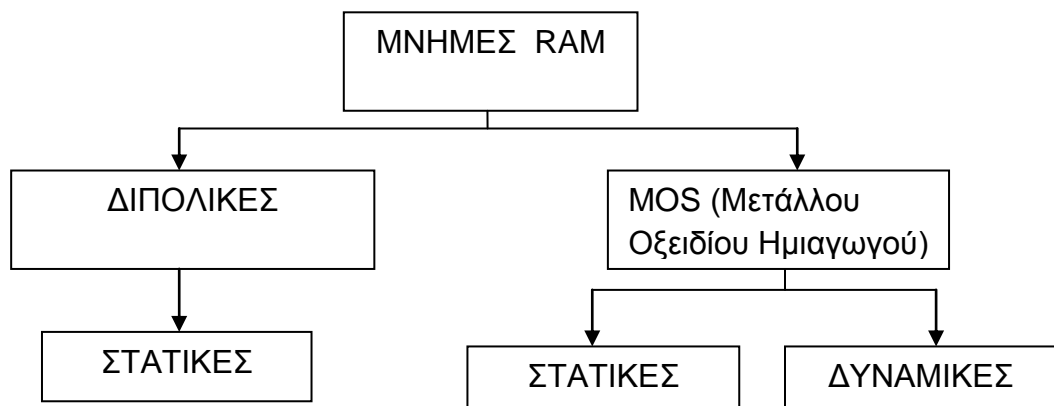 ΜΝΗΜΕΣ RAM
ΔΙΠΟΛΙΚΕΣ
MOS (Μετάλλου
Οξειδίου Ημιαγωγού)
ΣΤΑΤΙΚΕΣ
ΣΤΑΤΙΚΕΣ
ΔΥΝΑΜΙΚΕΣ